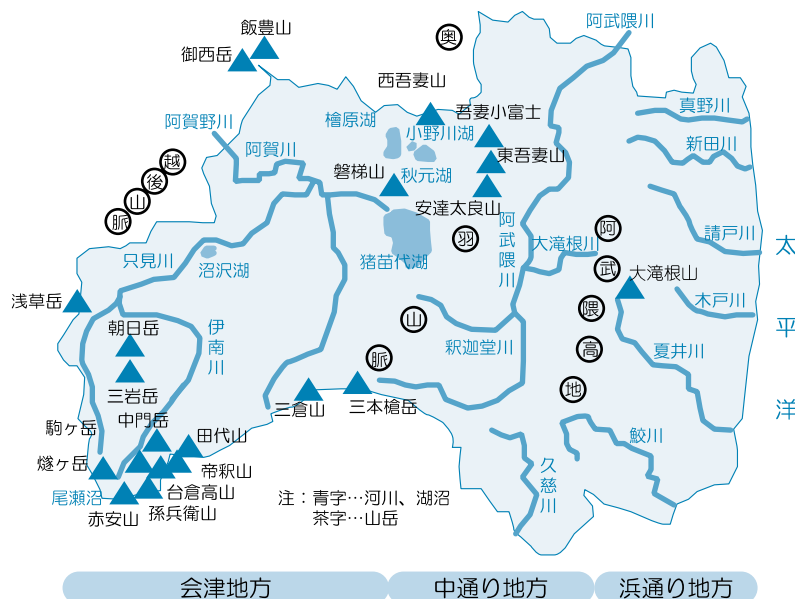 飯豊山
御西岳
奥
西吾妻山
阿武隈川
阿賀野川
檜原湖
小野川湖
吾妻小富士
真野川
阿賀川
秋元湖
東吾妻山
新田川
越
後
山
脈
磐梯山
安達太良山
阿武隈川
羽
大滝根川
阿
請戸川
太
只見川
沼沢湖
猪苗代湖
武
大滝根山
浅草岳
木戸川
平
朝日岳
伊南川
山
隈
釈迦堂川
高
夏井川
脈
地
三岩岳
三倉山
三本槍岳
洋
中門岳
駒ヶ岳
田代山
鮫川
燧ヶ岳
帝釈山
久慈川
尾瀬沼
台倉高山
赤安山
孫兵衛山
注：青字…河川、湖沼
茶字…山岳
会津地方
中通り地方
浜通り地方